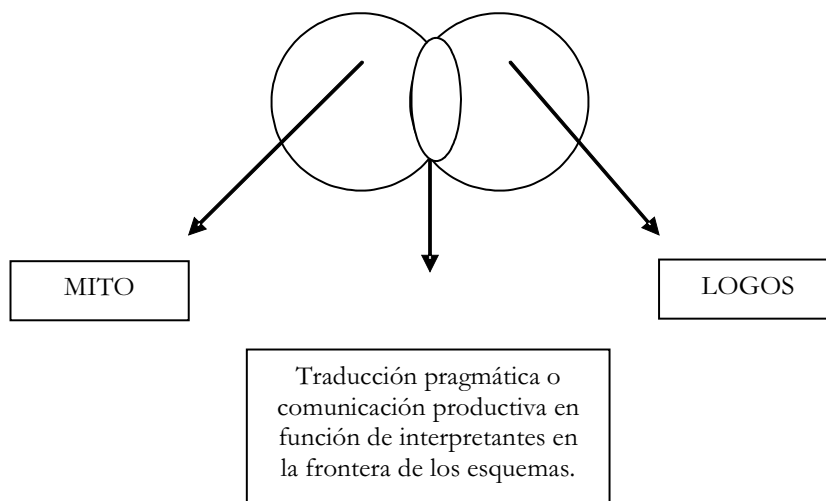 MITO
LOGOS
Traducción pragmática o
comunicación productiva en
función de interpretantes en
la frontera de los esquemas.